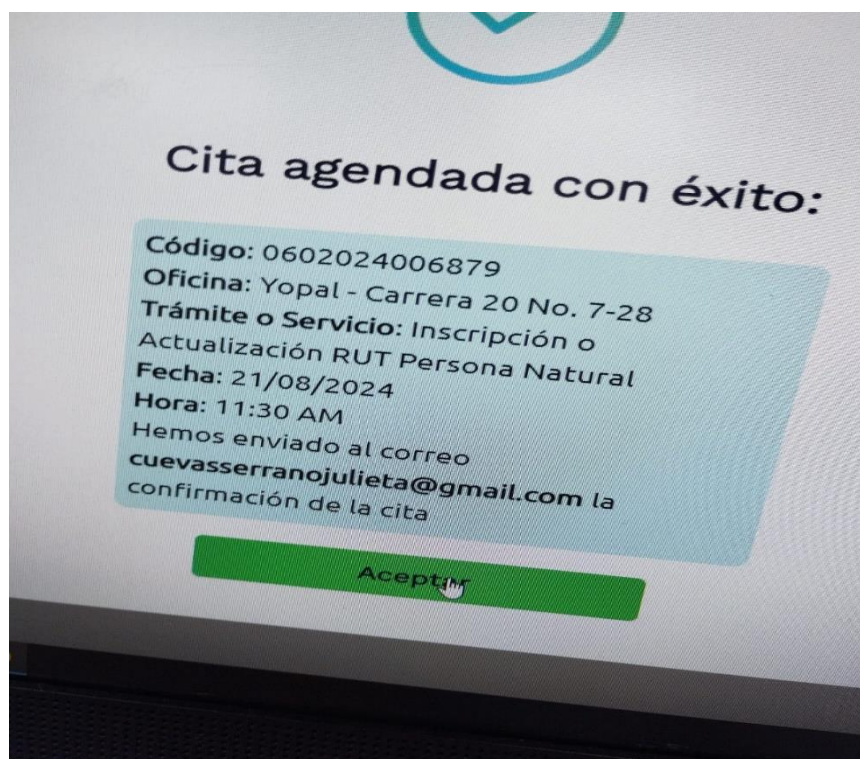 Cita agendada con éxito:
Código: 0602024006879
Oficina: Yopal - Carrera 20 No. 7-28
Trámite o Servicio: Inscripción o
Actualización RUT Persona Natural
Fecha: 21/08/2024
Hora: 11:30 AM
Hemos enviado al correo
cuevasserranojulieta@gmail.com la
confirmación de la cita
Aceptar